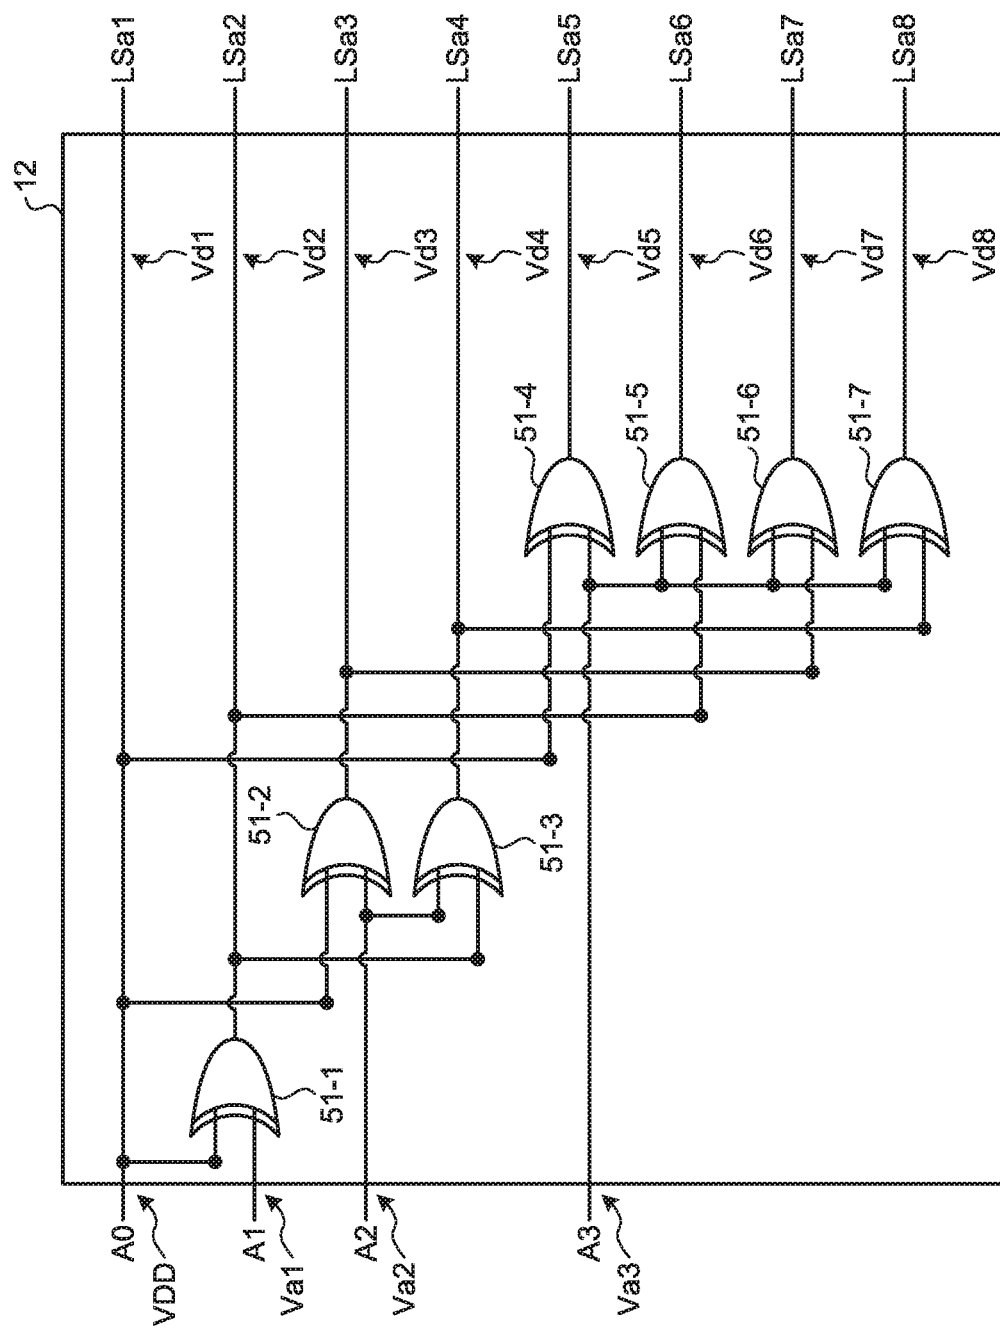 12
A0
VDD
A1
Va1
A2
Va2
A3
Va3
51-1
51-2
51-3
51-4
51-5
51-6
51-7
Vd1
Vd2
Vd3
Vd4
Vd5
Vd6
Vd7
Vd8
LSa1
LSa2
LSa3
LSa4
LSa5
LSa6
LSa7
LSa8